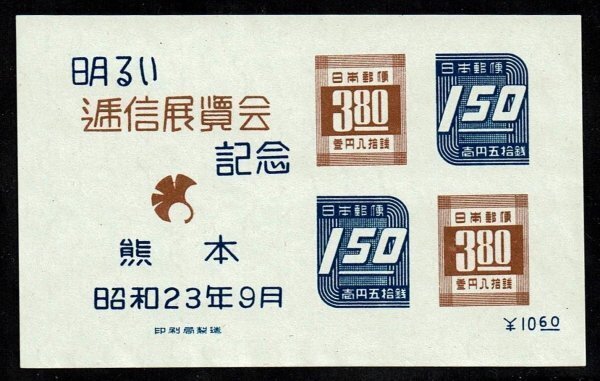 明るい
逓信展覧会
記念
熊本
昭和23年9月
印刷局製造
日本郵便
3.80
参円八拾銭
日本郵便
1.50
壹円五拾銭
日本郵便
1.50
壹円五拾銭
日本郵便
3.80
参円八拾銭
¥10.60